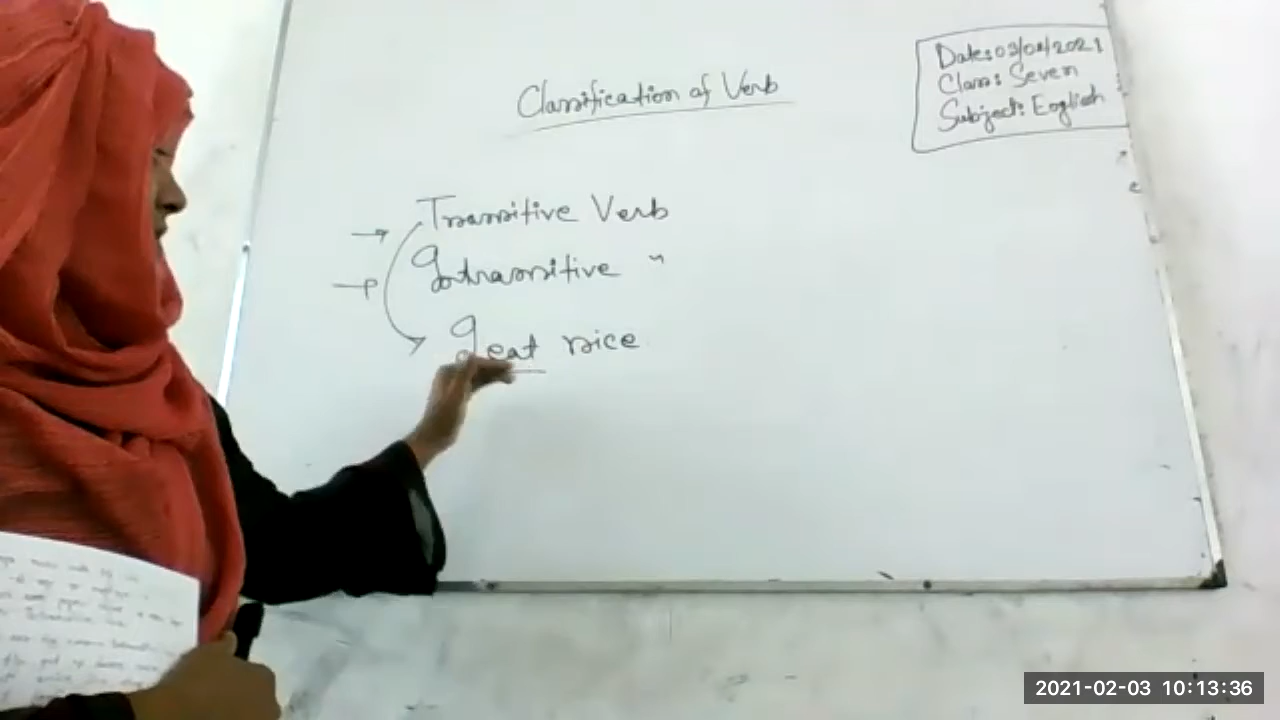 Classification of Verb
Date: 03/02/2021
Class: Seven
Subject: English
Transitive Verb
Intransitive "
I eat rice
2021-02-03 10:13:36